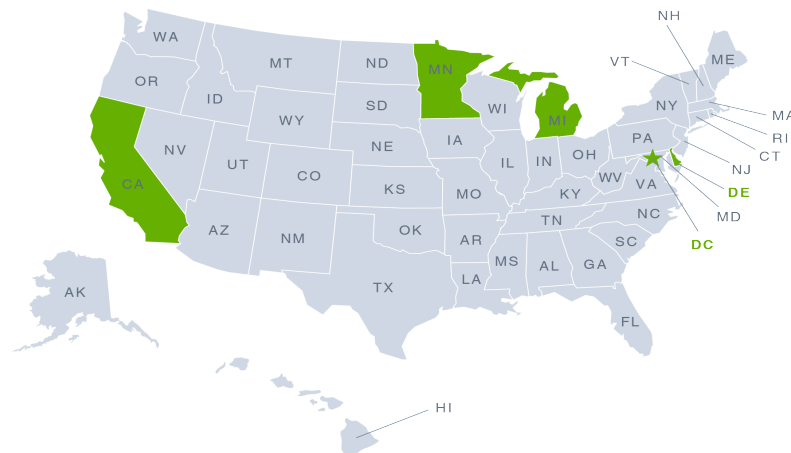 NH
WA
VT
ME
MT
ND
MN
OR
ID
SD
WI
MI
NY
MA
WY
RI
NE
IA
PA
CT
NV
UT
IL
IN
OH
NJ
CO
KS
MO
WV
VA
DE
CA
KY
MD
AZ
NM
OK
AR
TN
NC
SC
DC
TX
LA
MS
AL
GA
AK
FL
HI